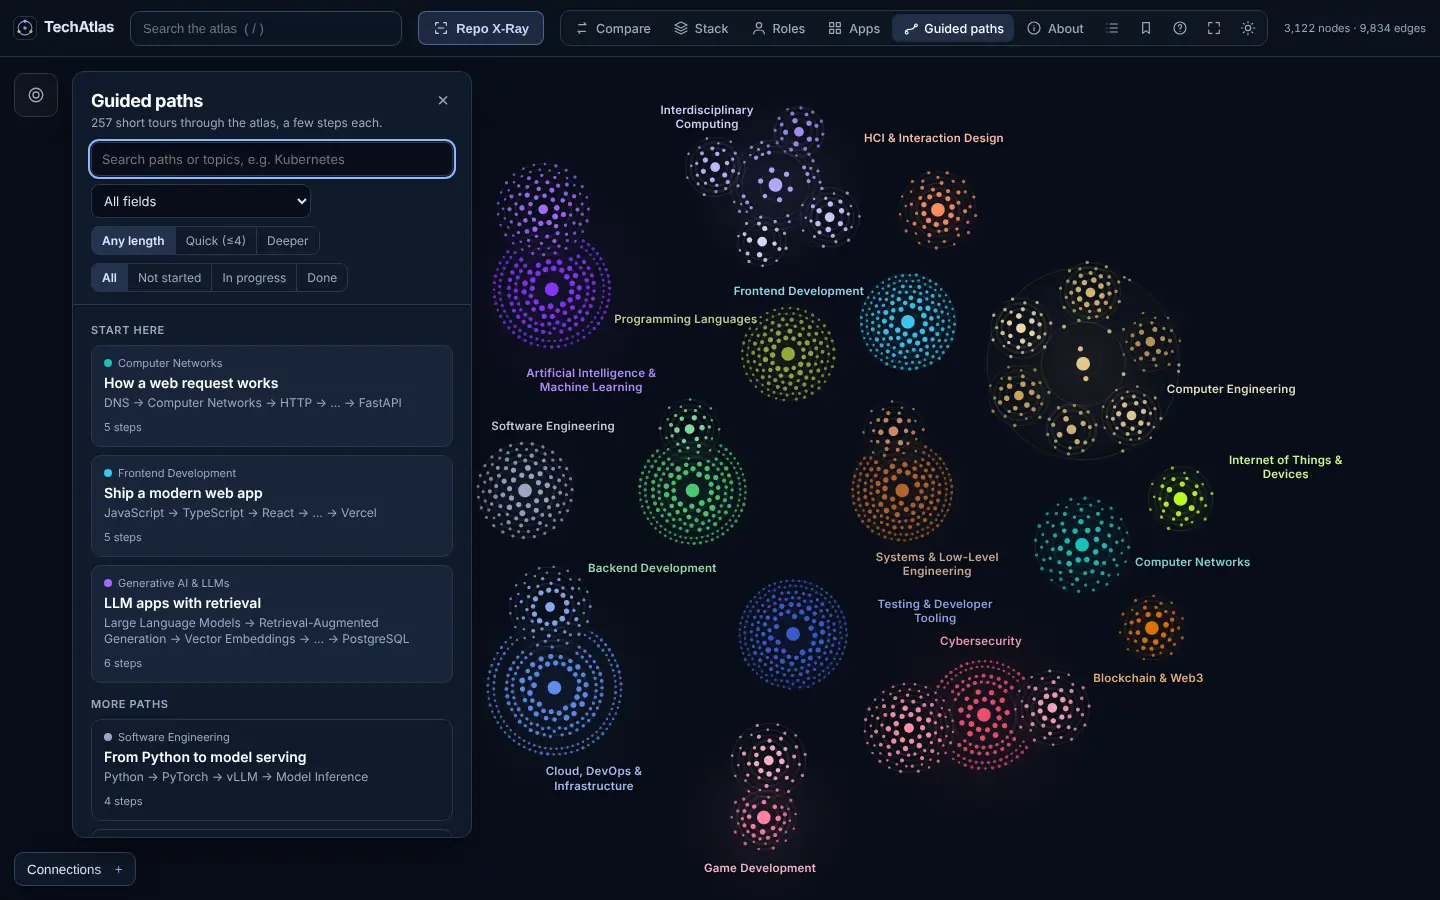 TechAtlas
Search the atlas ( / )
Repo X-Ray
Compare
Stack
Roles
Apps
Guided paths
About
3,122 nodes · 9,834 edges
Guided paths
257 short tours through the atlas, a few steps each.
Search paths or topics, e.g. Kubernetes
All fields
Any length
Quick (≤4)
Deeper
All
Not started
In progress
Done
START HERE
Computer Networks
How a web request works
DNS → Computer Networks → HTTP → ... → FastAPI
5 steps
Frontend Development
Ship a modern web app
JavaScript → TypeScript → React → ... → Vercel
5 steps
Generative AI & LLMs
LLM apps with retrieval
Large Language Models → Retrieval-Augmented
Generation → Vector Embeddings → ... → PostgreSQL
6 steps
MORE PATHS
Software Engineering
From Python to model serving
Python → PyTorch → vLLM → Model Inference
4 steps
Connections +
Interdisciplinary
Computing
HCI & Interaction Design
Frontend Development
Programming Languages
Artificial Intelligence &
Machine Learning
Computer Engineering
Software Engineering
Internet of Things &
Devices
Systems & Low-Level
Engineering
Computer Networks
Backend Development
Testing & Developer
Tooling
Cybersecurity
Blockchain & Web3
Cloud, DevOps &
Infrastructure
Game Development